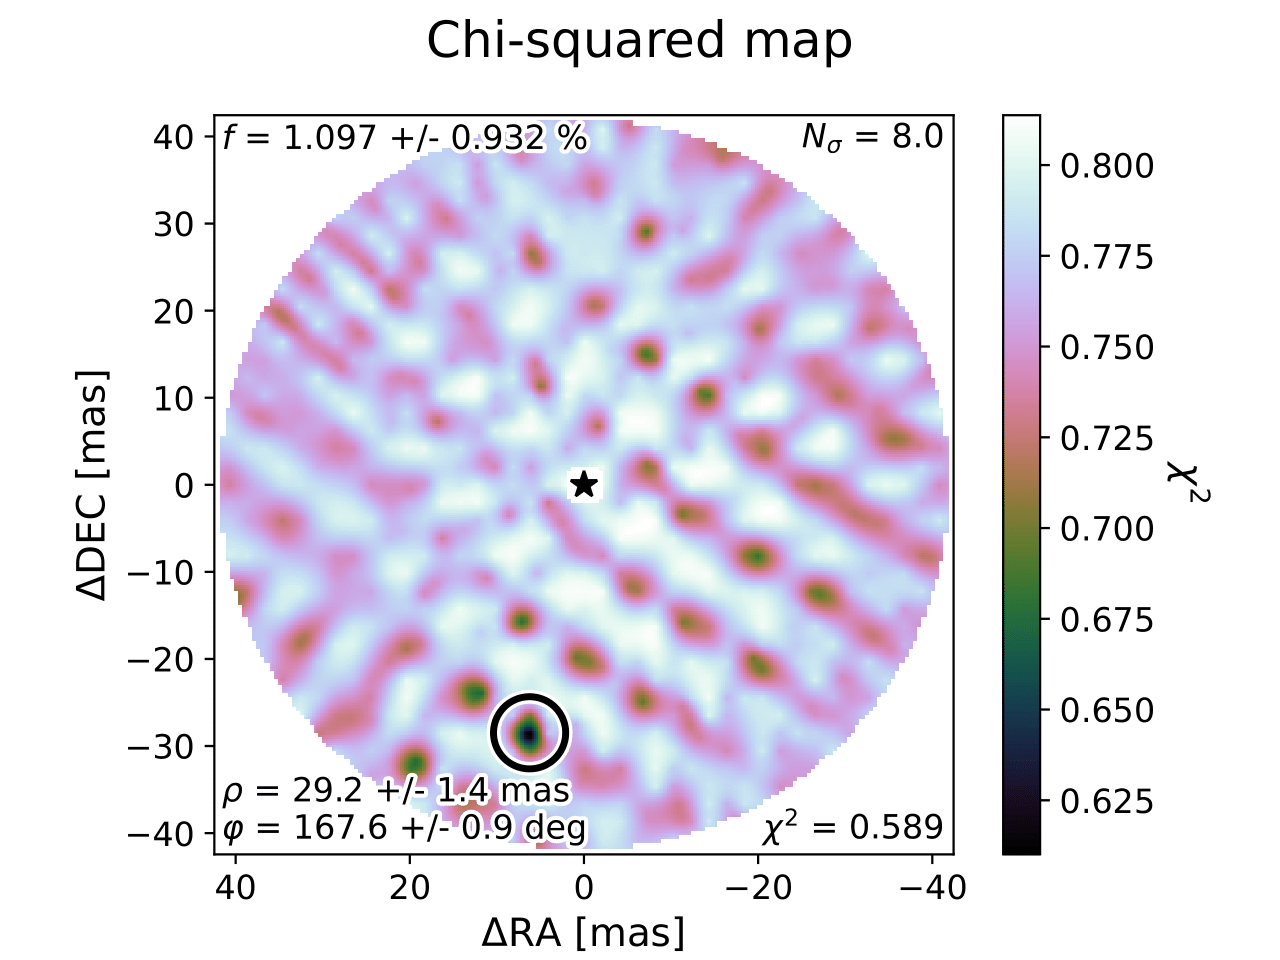 Chi-squared map
f = 1.097 +/- 0.932 %
N_σ = 8.0
40
30
20
10
0
−10
−20
−30
−40
ΔDEC [mas]
ρ = 29.2 +/- 1.4 mas
φ = 167.6 +/- 0.9 deg
χ² = 0.589
40
20
0
−20
−40
ΔRA [mas]
0.800
0.775
0.750
0.725
0.700
0.675
0.650
0.625
χ²